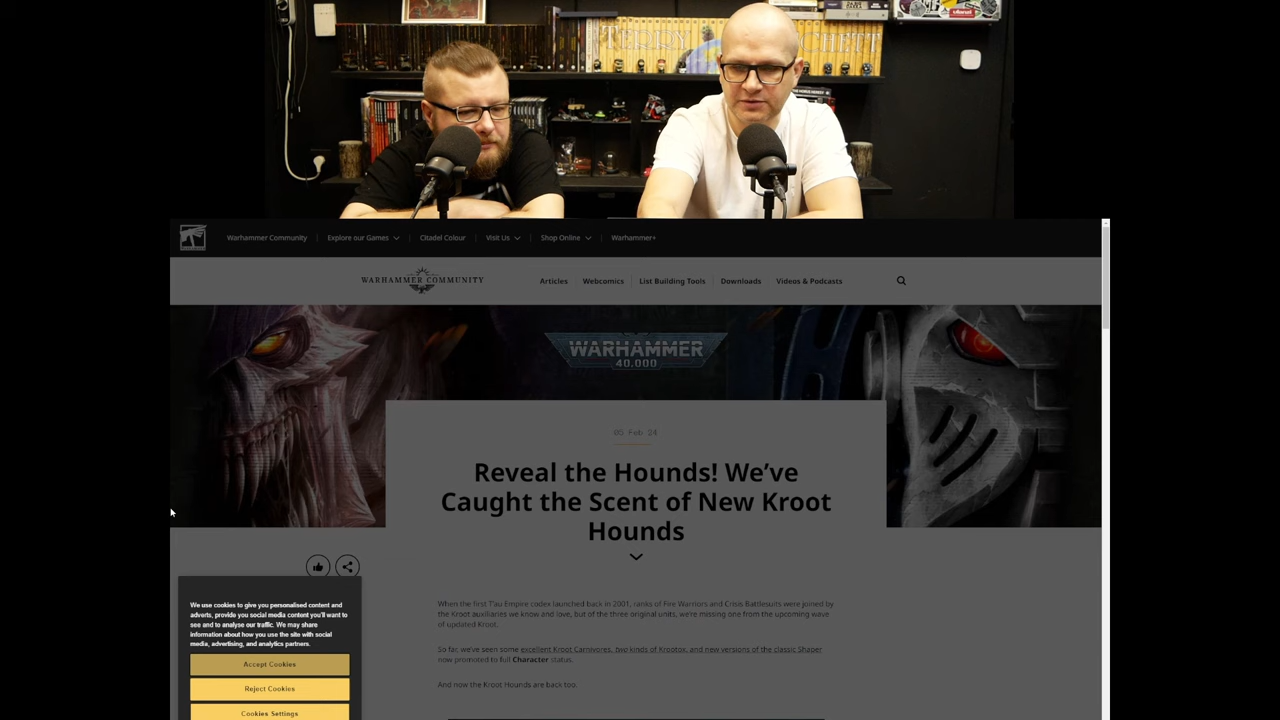 TERRY
CHETT
Warhammer Community
Explore our Games
Citadel Colour
Visit Us
Shop Online
Warhammer+
WARHAMMER COMMUNITY
Articles
Webcomics
List Building Tools
Downloads
Videos & Podcasts
WARHAMMER
40,000
05 Feb 24
Reveal the Hounds! We've
Caught the Scent of New Kroot
Hounds
When the first T'au Empire codex launched back in 2001, ranks of Fire Warriors and Crisis Battlesuits were joined by
the Kroot auxiliaries we know and love, but of the three original units, we're missing one from the upcoming wave
of updated Kroot.
So far, we've seen some excellent Kroot Carnivores, two kinds of Krootox, and new versions of the classic Shaper
now promoted to full Character status.
And now the Kroot Hounds are back too.
We use cookies to give you personalised content and
adverts, provide you social media content you'll want to
see and to analyse our traffic. We may share
information about how you use the site with social
media, advertising, and analytics partners.
Accept Cookies
Reject Cookies
Cookies Settings